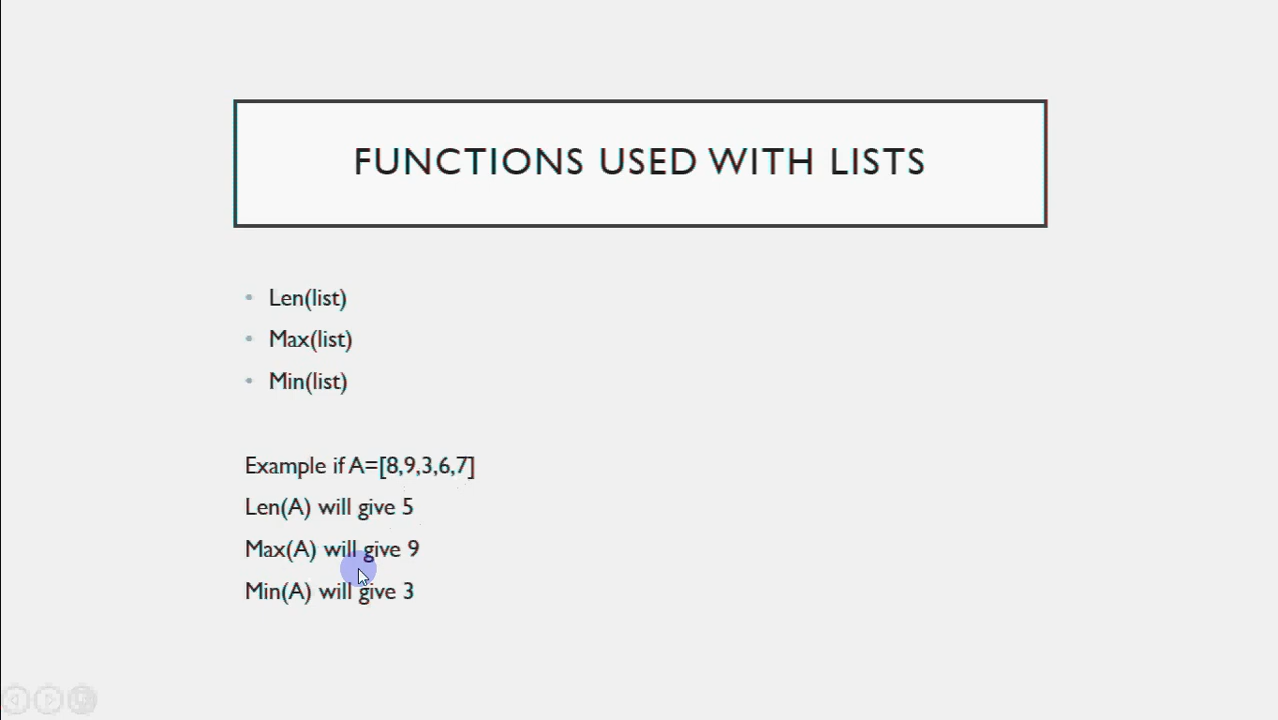 FUNCTIONS USED WITH LISTS
• Len(list)
• Max(list)
• Min(list)
Example if A=[8,9,3,6,7]
Len(A) will give 5
Max(A) will give 9
Min(A) will give 3